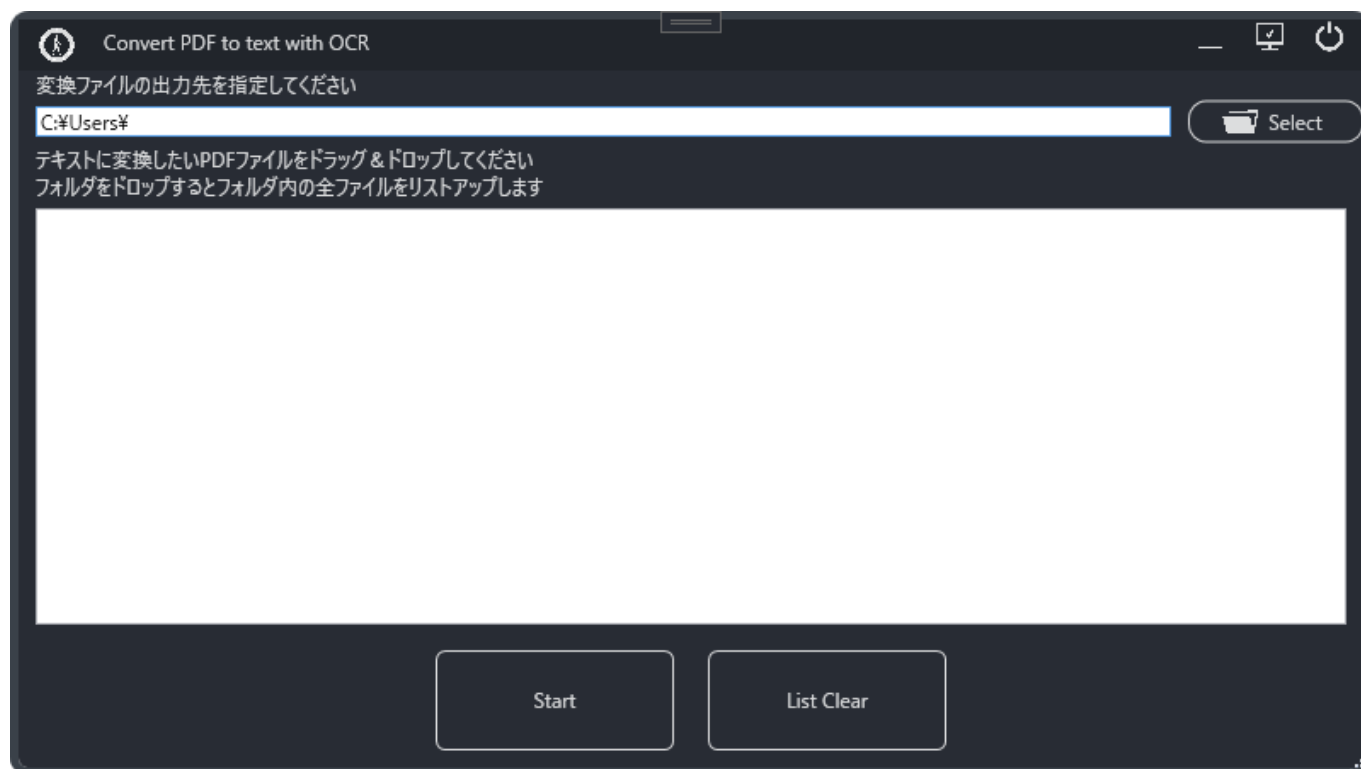 Convert PDF to text with OCR
変換ファイルの出力先を指定してください
C:¥Users¥
Select
テキストに変換したいPDFファイルをドラッグ＆ドロップしてください
フォルダをドロップするとフォルダ内の全ファイルをリストアップします
Start
List Clear